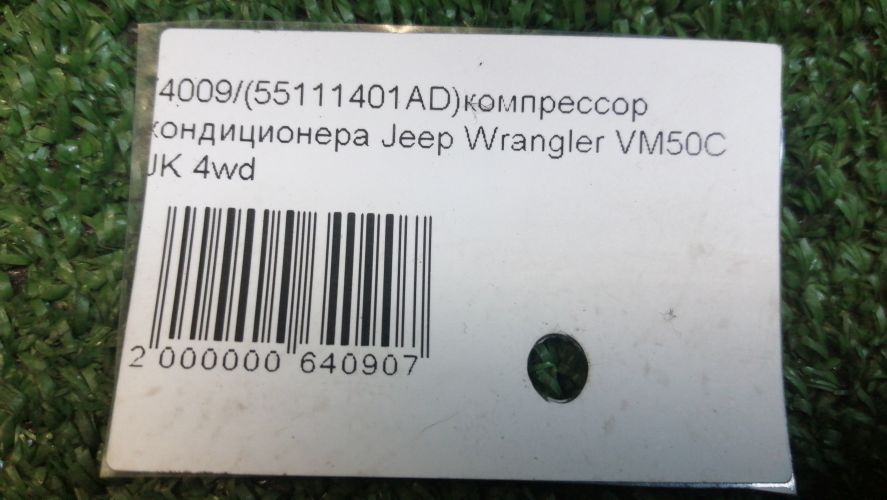 4009/(55111401AD)компрессор
кондиционера Jeep Wrangler VM50C
JK 4wd
2 000000 640907